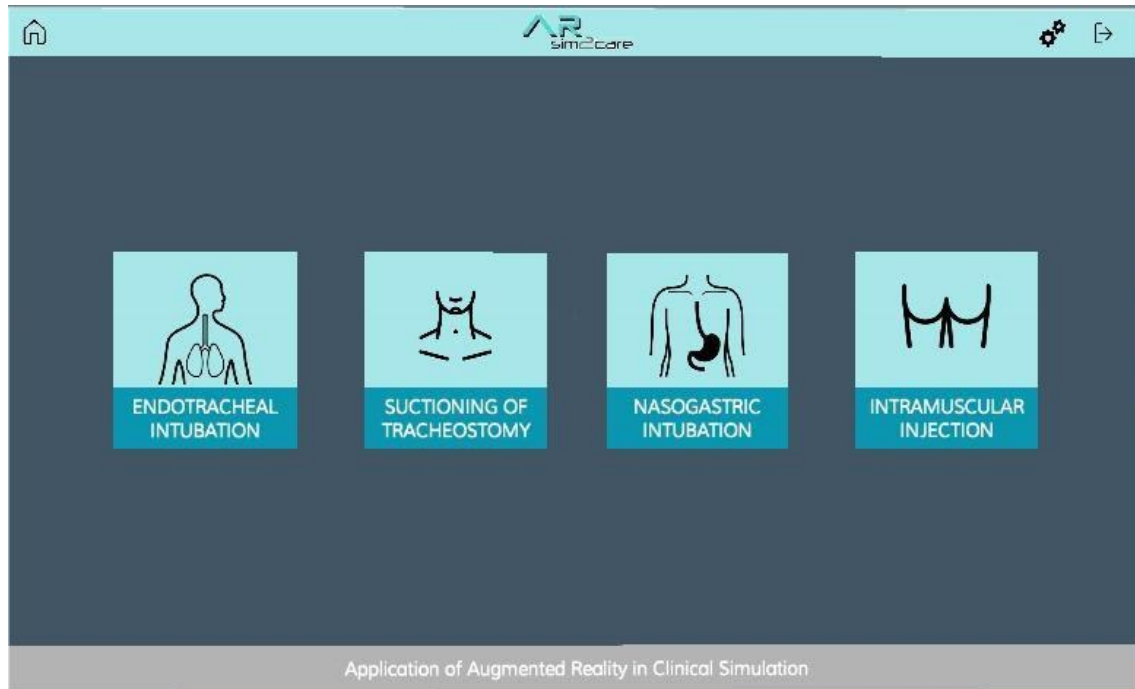 AR
sim2care
ENDOTRACHEAL
INTUBATION
SUCTIONING OF
TRACHEOSTOMY
NASOGASTRIC
INTUBATION
INTRAMUSCULAR
INJECTION
Application of Augmented Reality in Clinical Simulation